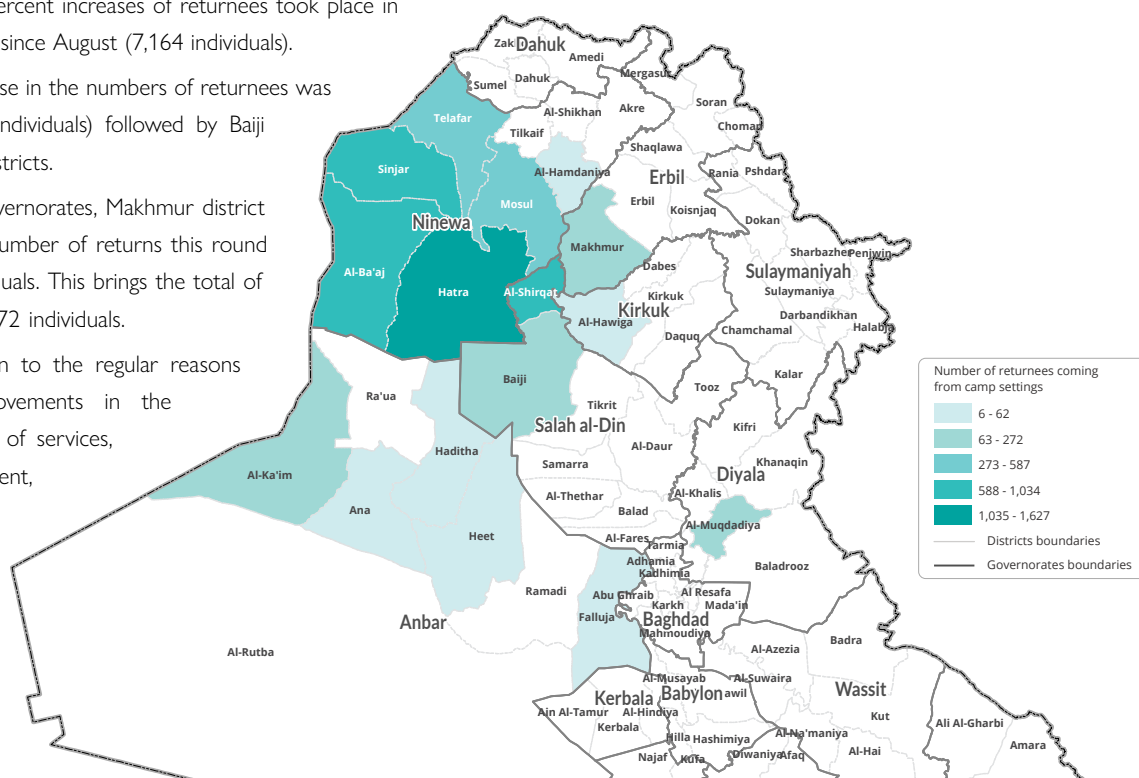 percent increases of returnees took place in
since August (7,164 individuals).
se in the numbers of returnees was
individuals) followed by Baiji
stricts.
vernorates, Makhmur district
umber of returns this round
uals. This brings the total of
72 individuals.
n to the regular reasons
ovements in the
of services,
ent,
Zak
Dahuk
Amedi
Mergasur
Sumel
Dahuk
Soran
Telafar
Al-Shikhan
Akre
Choman
Tilkaif
Shaqlawa
Sinjar
Al-Hamdaniya
Erbil
Rania
Pshdar
Mosul
Erbil
Koisnjaq
Dokan
Ninewa
Makhmur
Sharbazher
Penjwin
Al-Ba'aj
Dabes
Sulaymaniyah
Hatra
Al-Shirqat
Kirkuk
Sulaymaniya
Kirkuk
Al-Hawiga
Darbandikhan
Halabja
Daquq
Chamchamal
Baiji
Kalar
Ra'ua
Tooz
Tikrit
Salah al-Din
Kifri
Al-Daur
Haditha
Samarra
Khanaqin
Diyala
Al-Ka'im
Al-Thethar
Al-Khalis
Ana
Balad
Al-Muqdadiya
Heet
Al-Fares
Tarmia
Adhamia
Kadhimia
Baladrooz
Ramadi
Abu Ghraib
Al Resafa
Karkh
Mada'in
Falluja
Baghdad
Mahmoudiya
Anbar
Badra
Al-Azezia
Al-Rutba
Al-Musayab
Al-Suwaira
Kerbala
Babylon
awil
Wassit
Ain Al-Tamur
Al-Hindiya
Kerbala
Kut
Ali Al-Gharbi
Hilla
Hashimiya
Al-Na'maniya
Amara
Najaf
Kufa
Diwaniya
Afaq
Al-Hai
Number of returnees coming
from camp settings
6 - 62
63 - 272
273 - 587
588 - 1,034
1,035 - 1,627
Districts boundaries
Governorates boundaries